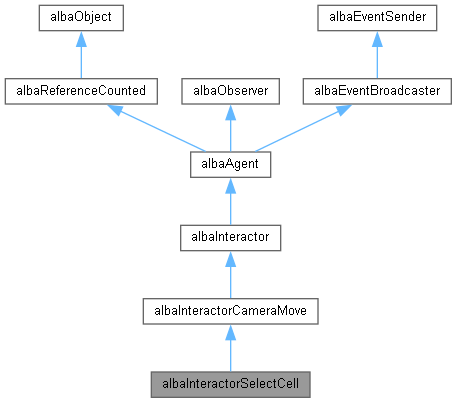 albaObject
albaEventSender
albaReferenceCounted
albaObserver
albaEventBroadcaster
albaAgent
albaInteractor
albaInteractorCameraMove
albaInteractorSelectCell